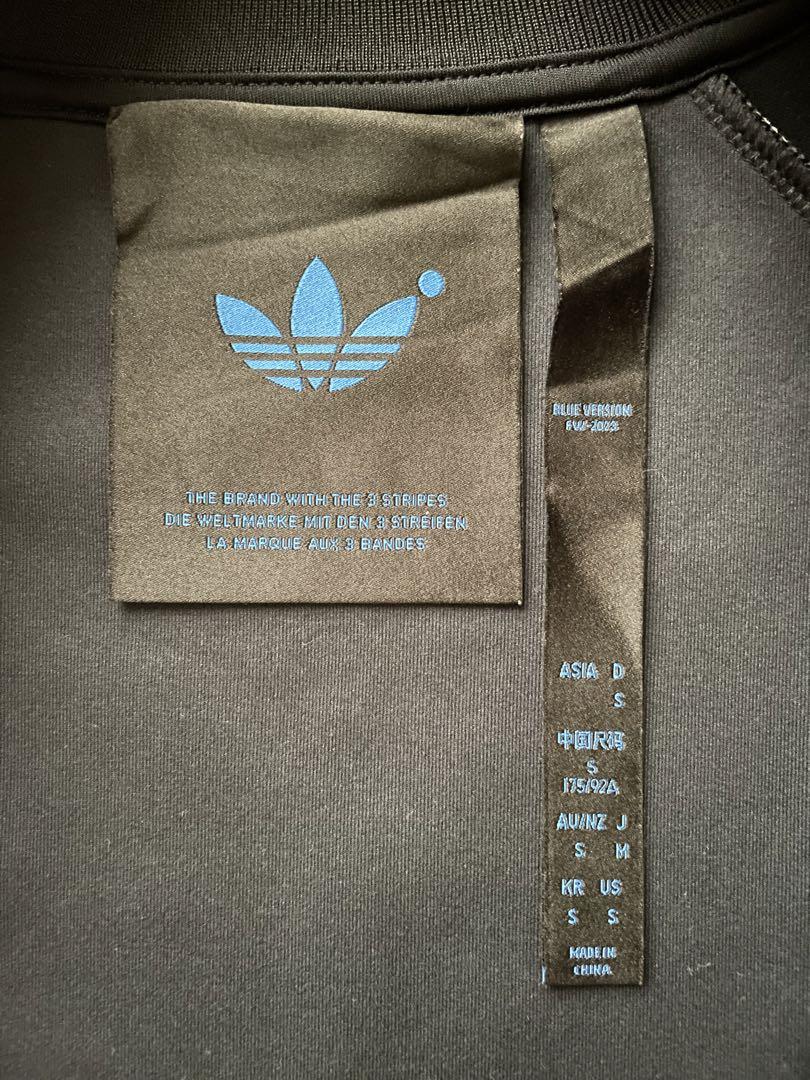 THE BRAND WITH THE 3 STRIPES
DIE WELTMARKE MIT DEN 3 STREIFEN
LA MARQUE AUX 3 BANDES
BLUE VERSION
FW-2023
ASIA D
S
中国尺码
S
175/92A
AU/NZ J
S M
KR US
S S
MADE IN
CHINA